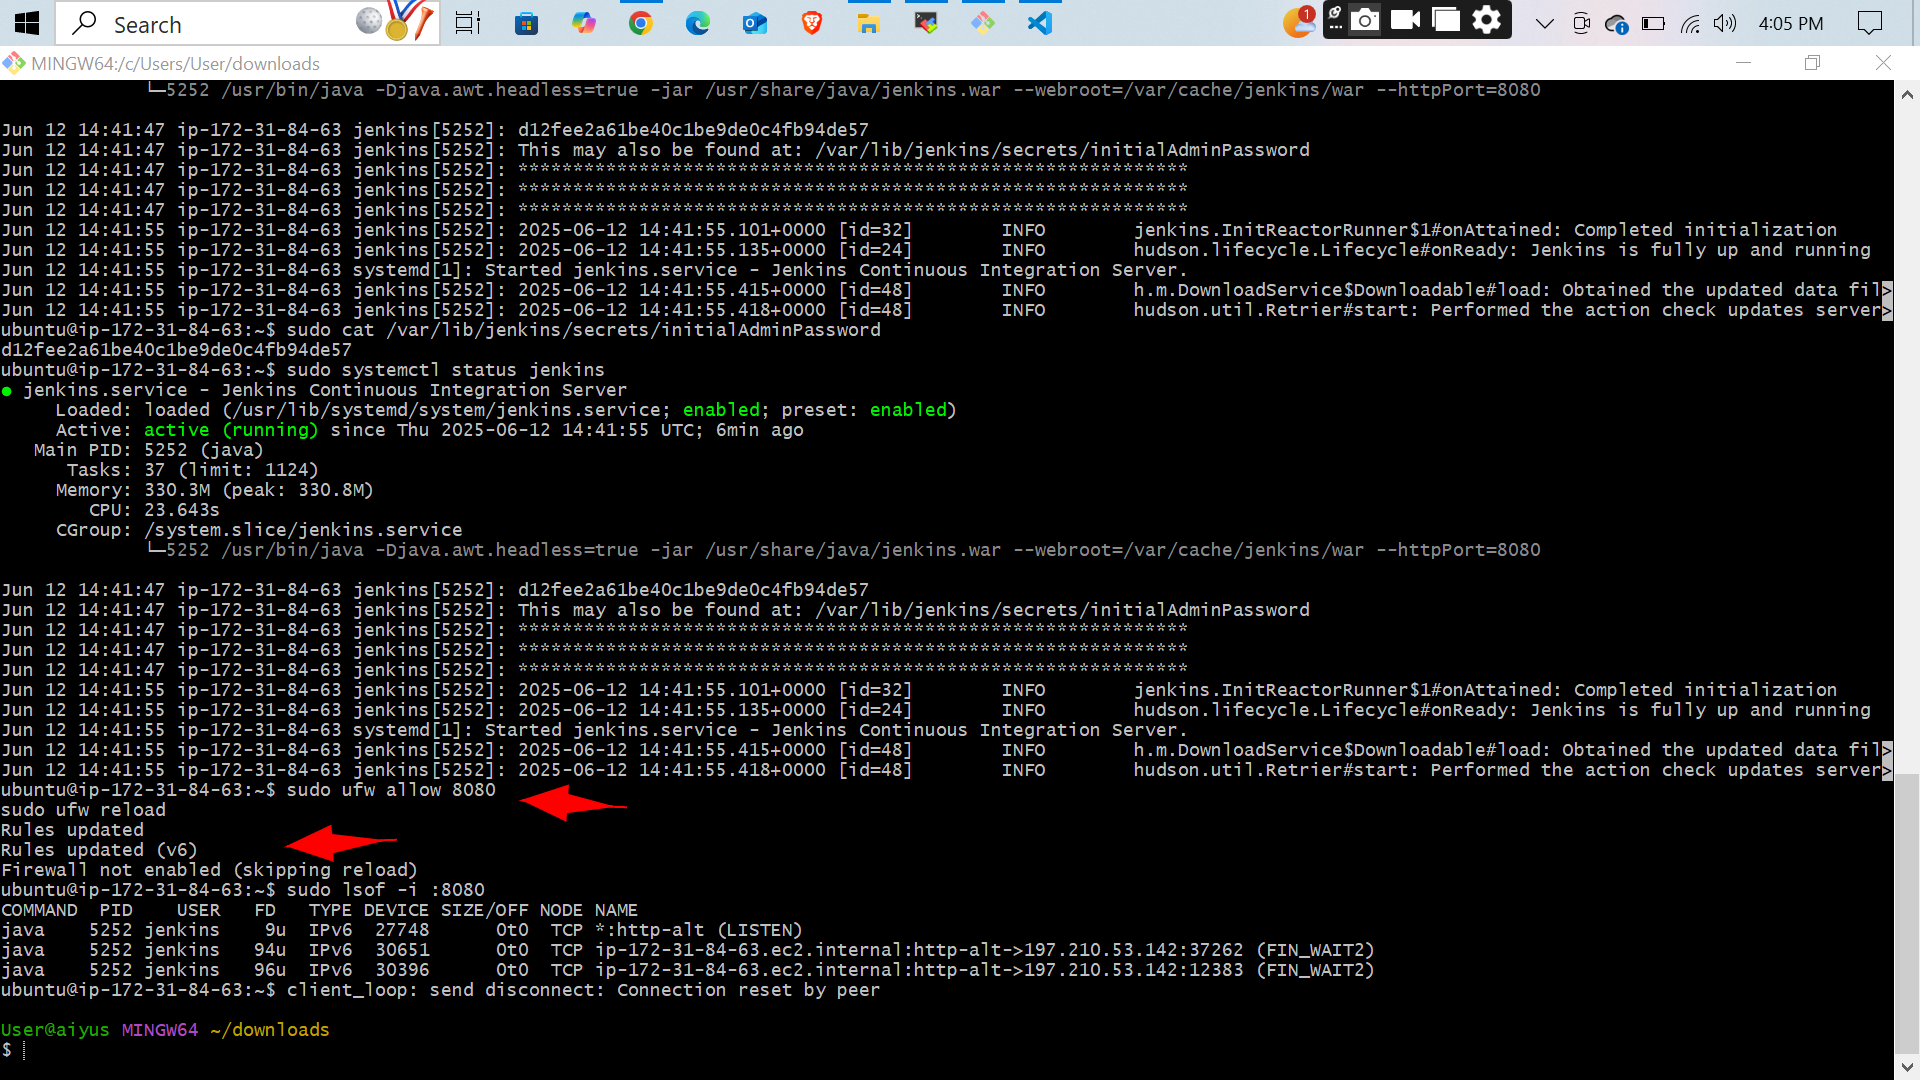 Search
1
4:05 PM
MINGW64:/c/Users/User/downloads
└─5252 /usr/bin/java -Djava.awt.headless=true -jar /usr/share/java/jenkins.war --webroot=/var/cache/jenkins/war --httpPort=8080
Jun 12 14:41:47 ip-172-31-84-63 jenkins[5252]: d12fee2a61be40c1be9de0c4fb94de57
Jun 12 14:41:47 ip-172-31-84-63 jenkins[5252]: This may also be found at: /var/lib/jenkins/secrets/initialAdminPassword
Jun 12 14:41:47 ip-172-31-84-63 jenkins[5252]: *************************************************************
Jun 12 14:41:47 ip-172-31-84-63 jenkins[5252]: *************************************************************
Jun 12 14:41:47 ip-172-31-84-63 jenkins[5252]: *************************************************************
Jun 12 14:41:55 ip-172-31-84-63 jenkins[5252]: 2025-06-12 14:41:55.101+0000 [id=32]        INFO        jenkins.InitReactorRunner$1#onAttained: Completed initialization
Jun 12 14:41:55 ip-172-31-84-63 jenkins[5252]: 2025-06-12 14:41:55.135+0000 [id=24]        INFO        hudson.lifecycle.Lifecycle#onReady: Jenkins is fully up and running
Jun 12 14:41:55 ip-172-31-84-63 systemd[1]: Started jenkins.service - Jenkins Continuous Integration Server.
Jun 12 14:41:55 ip-172-31-84-63 jenkins[5252]: 2025-06-12 14:41:55.415+0000 [id=48]        INFO        h.m.DownloadService$Downloadable#load: Obtained the updated data fil>
Jun 12 14:41:55 ip-172-31-84-63 jenkins[5252]: 2025-06-12 14:41:55.418+0000 [id=48]        INFO        hudson.util.Retrier#start: Performed the action check updates server>
ubuntu@ip-172-31-84-63:~$ sudo cat /var/lib/jenkins/secrets/initialAdminPassword
d12fee2a61be40c1be9de0c4fb94de57
ubuntu@ip-172-31-84-63:~$ sudo systemctl status jenkins
● jenkins.service - Jenkins Continuous Integration Server
Loaded: loaded (/usr/lib/systemd/system/jenkins.service; enabled; preset: enabled)
Active: active (running) since Thu 2025-06-12 14:41:55 UTC; 6min ago
Main PID: 5252 (java)
Tasks: 37 (limit: 1124)
Memory: 330.3M (peak: 330.8M)
CPU: 23.643s
CGroup: /system.slice/jenkins.service
└─5252 /usr/bin/java -Djava.awt.headless=true -jar /usr/share/java/jenkins.war --webroot=/var/cache/jenkins/war --httpPort=8080
Jun 12 14:41:47 ip-172-31-84-63 jenkins[5252]: d12fee2a61be40c1be9de0c4fb94de57
Jun 12 14:41:47 ip-172-31-84-63 jenkins[5252]: This may also be found at: /var/lib/jenkins/secrets/initialAdminPassword
Jun 12 14:41:47 ip-172-31-84-63 jenkins[5252]: *************************************************************
Jun 12 14:41:47 ip-172-31-84-63 jenkins[5252]: *************************************************************
Jun 12 14:41:47 ip-172-31-84-63 jenkins[5252]: *************************************************************
Jun 12 14:41:55 ip-172-31-84-63 jenkins[5252]: 2025-06-12 14:41:55.101+0000 [id=32]        INFO        jenkins.InitReactorRunner$1#onAttained: Completed initialization
Jun 12 14:41:55 ip-172-31-84-63 jenkins[5252]: 2025-06-12 14:41:55.135+0000 [id=24]        INFO        hudson.lifecycle.Lifecycle#onReady: Jenkins is fully up and running
Jun 12 14:41:55 ip-172-31-84-63 systemd[1]: Started jenkins.service - Jenkins Continuous Integration Server.
Jun 12 14:41:55 ip-172-31-84-63 jenkins[5252]: 2025-06-12 14:41:55.415+0000 [id=48]        INFO        h.m.DownloadService$Downloadable#load: Obtained the updated data fil>
Jun 12 14:41:55 ip-172-31-84-63 jenkins[5252]: 2025-06-12 14:41:55.418+0000 [id=48]        INFO        hudson.util.Retrier#start: Performed the action check updates server>
ubuntu@ip-172-31-84-63:~$ sudo ufw allow 8080
sudo ufw reload
Rules updated
Rules updated (v6)
Firewall not enabled (skipping reload)
ubuntu@ip-172-31-84-63:~$ sudo lsof -i :8080
COMMAND  PID    USER   FD   TYPE DEVICE SIZE/OFF NODE NAME
java    5252 jenkins    9u  IPv6  27748      0t0  TCP *:http-alt (LISTEN)
java    5252 jenkins   94u  IPv6  30651      0t0  TCP ip-172-31-84-63.ec2.internal:http-alt->197.210.53.142:37262 (FIN_WAIT2)
java    5252 jenkins   96u  IPv6  30396      0t0  TCP ip-172-31-84-63.ec2.internal:http-alt->197.210.53.142:12383 (FIN_WAIT2)
ubuntu@ip-172-31-84-63:~$ client_loop: send disconnect: Connection reset by peer
User@aiyus MINGW64 ~/downloads
$